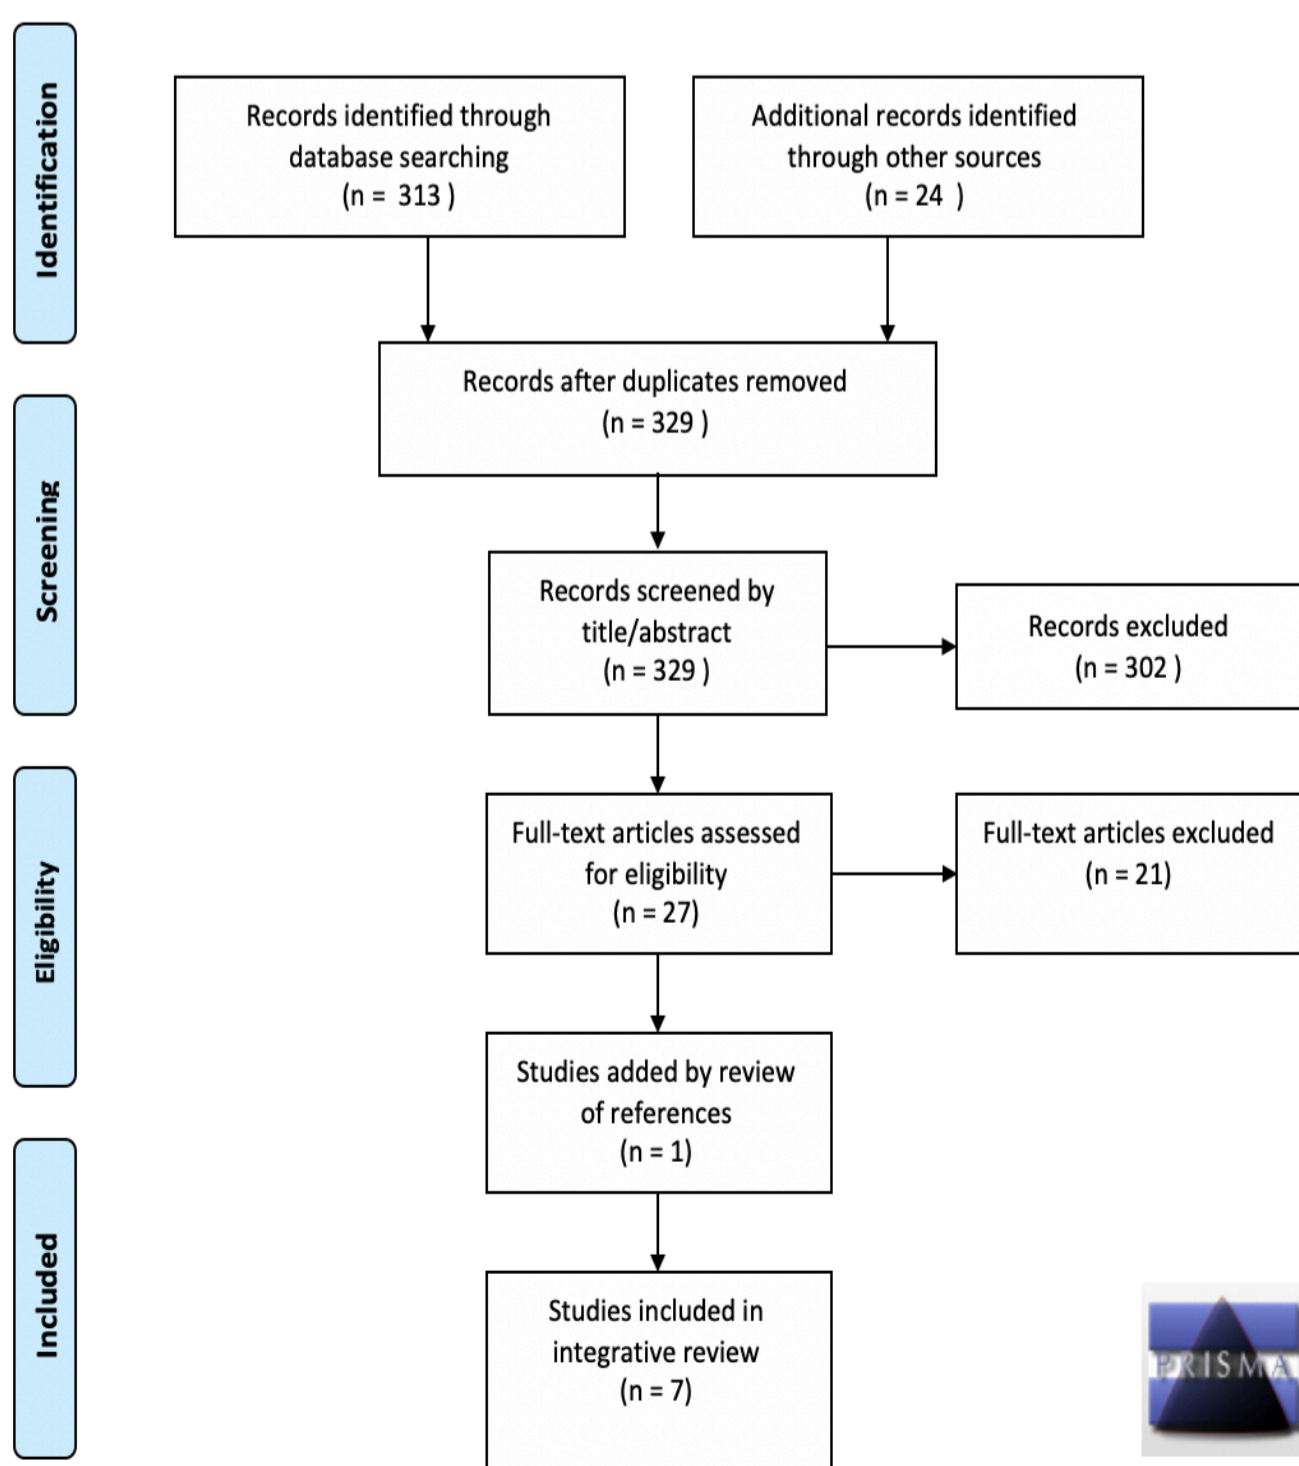 Identification
Records identified through
database searching
(n = 313 )
Additional records identified
through other sources
(n = 24 )
Records after duplicates removed
(n = 329 )
Screening
Records screened by
title/abstract
(n = 329 )
Records excluded
(n = 302 )
Eligibility
Full-text articles assessed
for eligibility
(n = 27)
Full-text articles excluded
(n = 21)
Studies added by review
of references
(n = 1)
Included
Studies included in
integrative review
(n = 7)
PRISMA